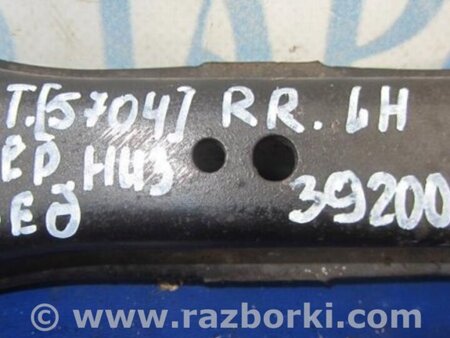 Т.[5704] RR. LH
ЕР НИЗ
ЕД
39200
© www.razborki.com